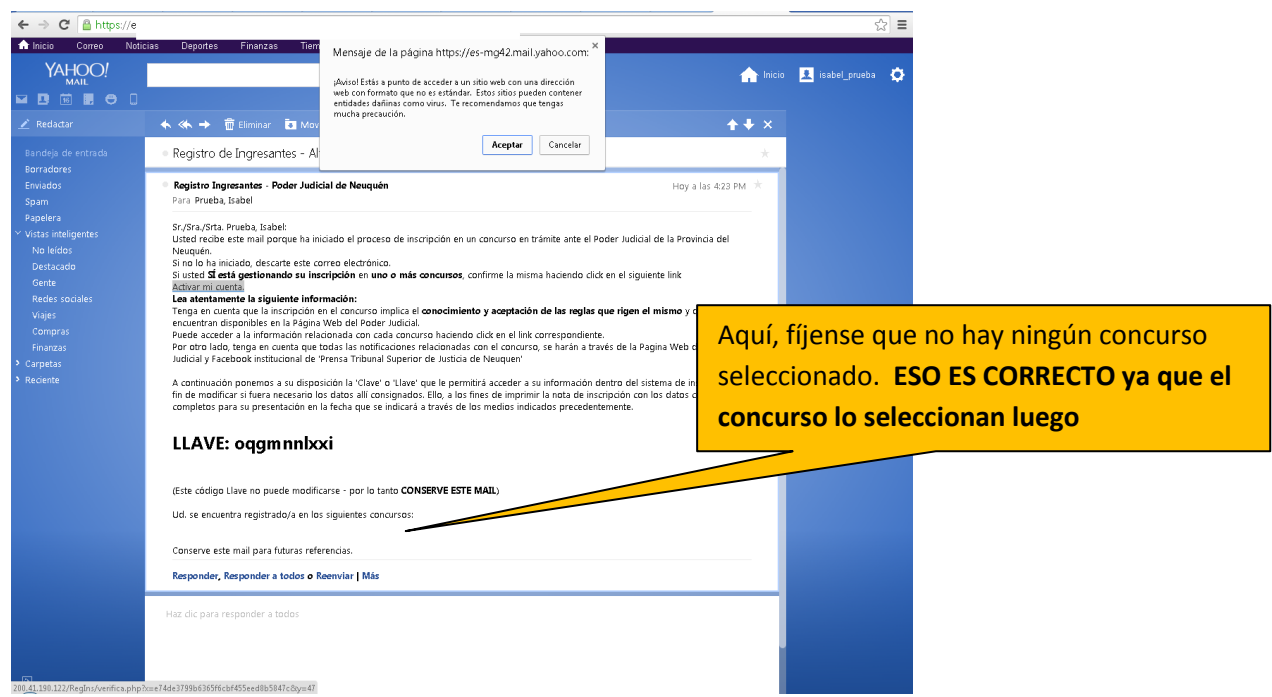 https://e
Inicio Correo Noticias Deportes Finanzas Tiem
Mensaje de la página https://es-mg42.mail.yahoo.com: ×
¡Aviso! Estás a punto de acceder a un sitio web con una dirección
web con formato que no es estándar. Estos sitios pueden contener
entidades dañinas como virus. Te recomendamos que tengas
mucha precaución.
Aceptar Cancelar
YAHOO!
MAIL
Inicio isabel_prueba
Redactar
Eliminar Mov
Bandeja de entrada
Borradores
Enviados
Spam
Papelera
Vistas inteligentes
No leídos
Destacado
Gente
Redes sociales
Viajes
Compras
Finanzas
Carpetas
Reciente
Registro de Ingresantes - Al
Registro Ingresantes - Poder Judicial de Neuquén Hoy a las 4:23 PM
Para Prueba, Isabel
Sr./Sra./Srta. Prueba, Isabel:
Usted recibe este mail porque ha iniciado el proceso de inscripción en un concurso en trámite ante el Poder Judicial de la Provincia del
Neuquén.
Si no lo ha iniciado, descarte este correo electrónico.
Si usted SÍ está gestionando su inscripción en uno o más concursos, confirme la misma haciendo click en el siguiente link
Activar mi cuenta.
Lea atentamente la siguiente información:
Tenga en cuenta que la inscripción en el concurso implica el conocimiento y aceptación de las reglas que rigen el mismo y
encuentran disponibles en la Página Web del Poder Judicial.
Puede acceder a la información relacionada con cada concurso haciendo click en el link correspondiente.
Por otro lado, tenga en cuenta que todas las notificaciones relacionadas con el concurso, se harán a través de la Pagina Web
Judicial y Facebook institucional de 'Prensa Tribunal Superior de Justicia de Neuquen'
A continuación ponemos a su disposición la 'Clave' o 'Llave' que le permitirá acceder a su información dentro del sistema de in
fin de modificar si fuera necesario los datos allí consignados. Ello, a los fines de imprimir la nota de inscripción con los datos
completos para su presentación en la fecha que se indicará a través de los medios indicados precedentemente.
LLAVE: oqgmnnlxxi
(Este código Llave no puede modificarse - por lo tanto CONSERVE ESTE MAIL)
Ud. se encuentra registrado/a en los siguientes concursos:
Conserve este mail para futuras referencias.
Responder, Responder a todos o Reenviar | Más
Haz clic para responder a todos
Aquí, fíjense que no hay ningún concurso
seleccionado. ESO ES CORRECTO ya que el
concurso lo seleccionan luego
200.41.190.122/RegIns/verifica.php?x=e74de3799b6365f6cbf455eed8b5847c&y=47